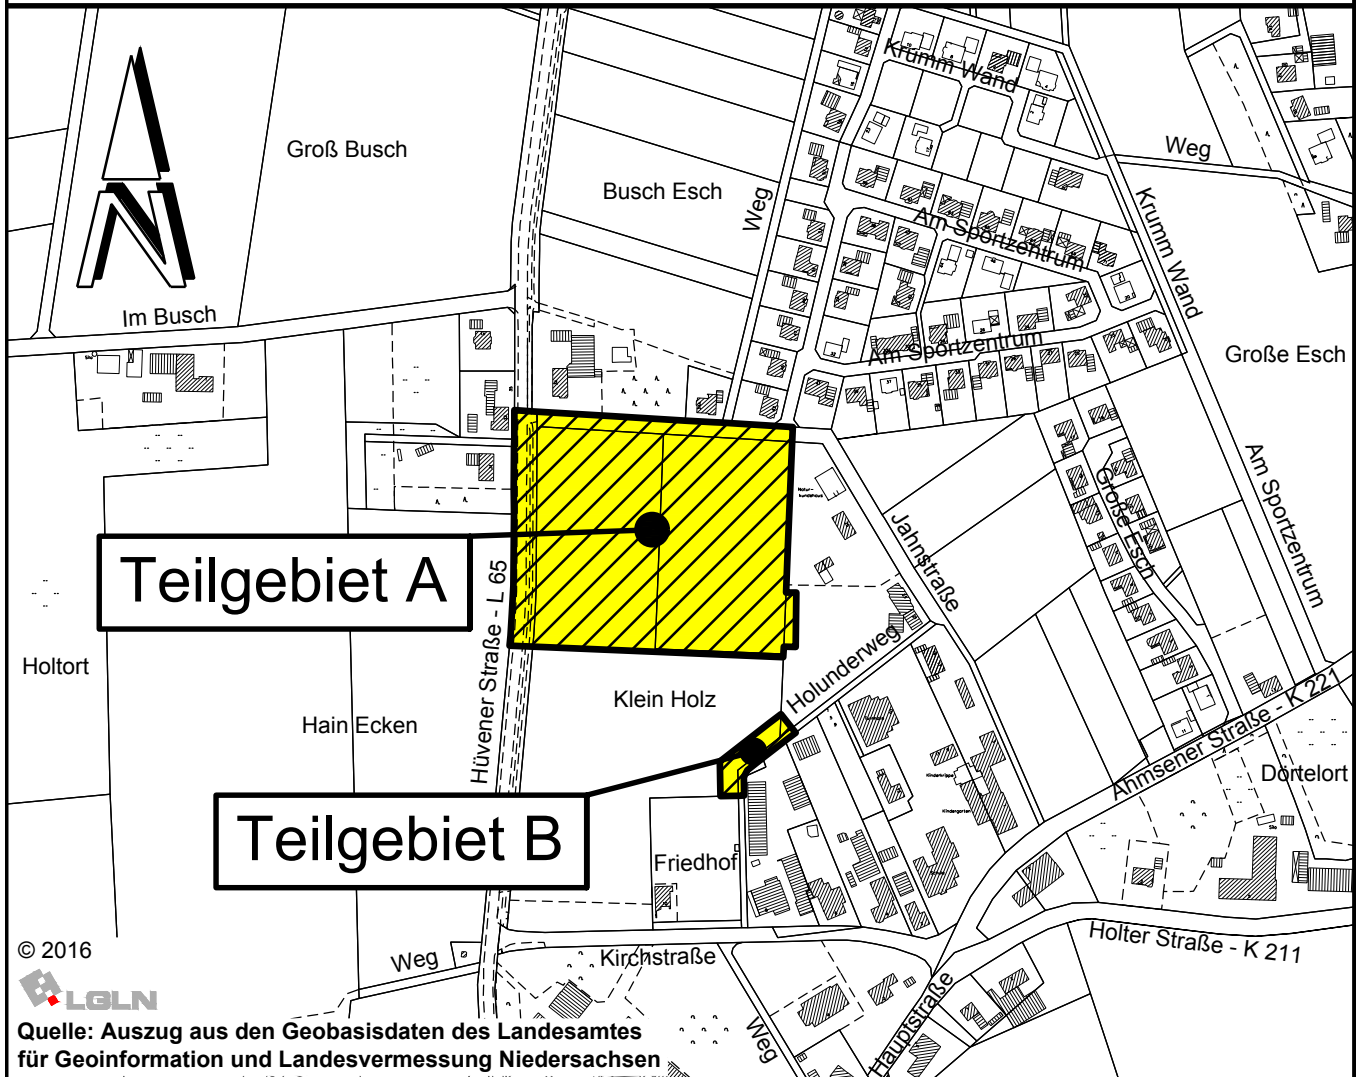 Krumm Wand
Groß Busch
Weg
Busch Esch
Weg
Krumm Wand
Am Sportzentrum
Im Busch
Am Sportzentrum
Große Esch
Am Sportzentrum
Große Esch
Jahnstraße
Teilgebiet A
Hüvener Straße - L 65
Holtort
Klein Holz
Holunderweg
Hain Ecken
Ahmsener Straße - K 221
Dörtelort
Kinderkrippe
Kindergarten
Teilgebiet B
Friedhof
Holter Straße - K 211
Kirchstraße
Weg
Hauptstraße
Weg
© 2016
LGLN
Quelle: Auszug aus den Geobasisdaten des Landesamtes
für Geoinformation und Landesvermessung Niedersachsen